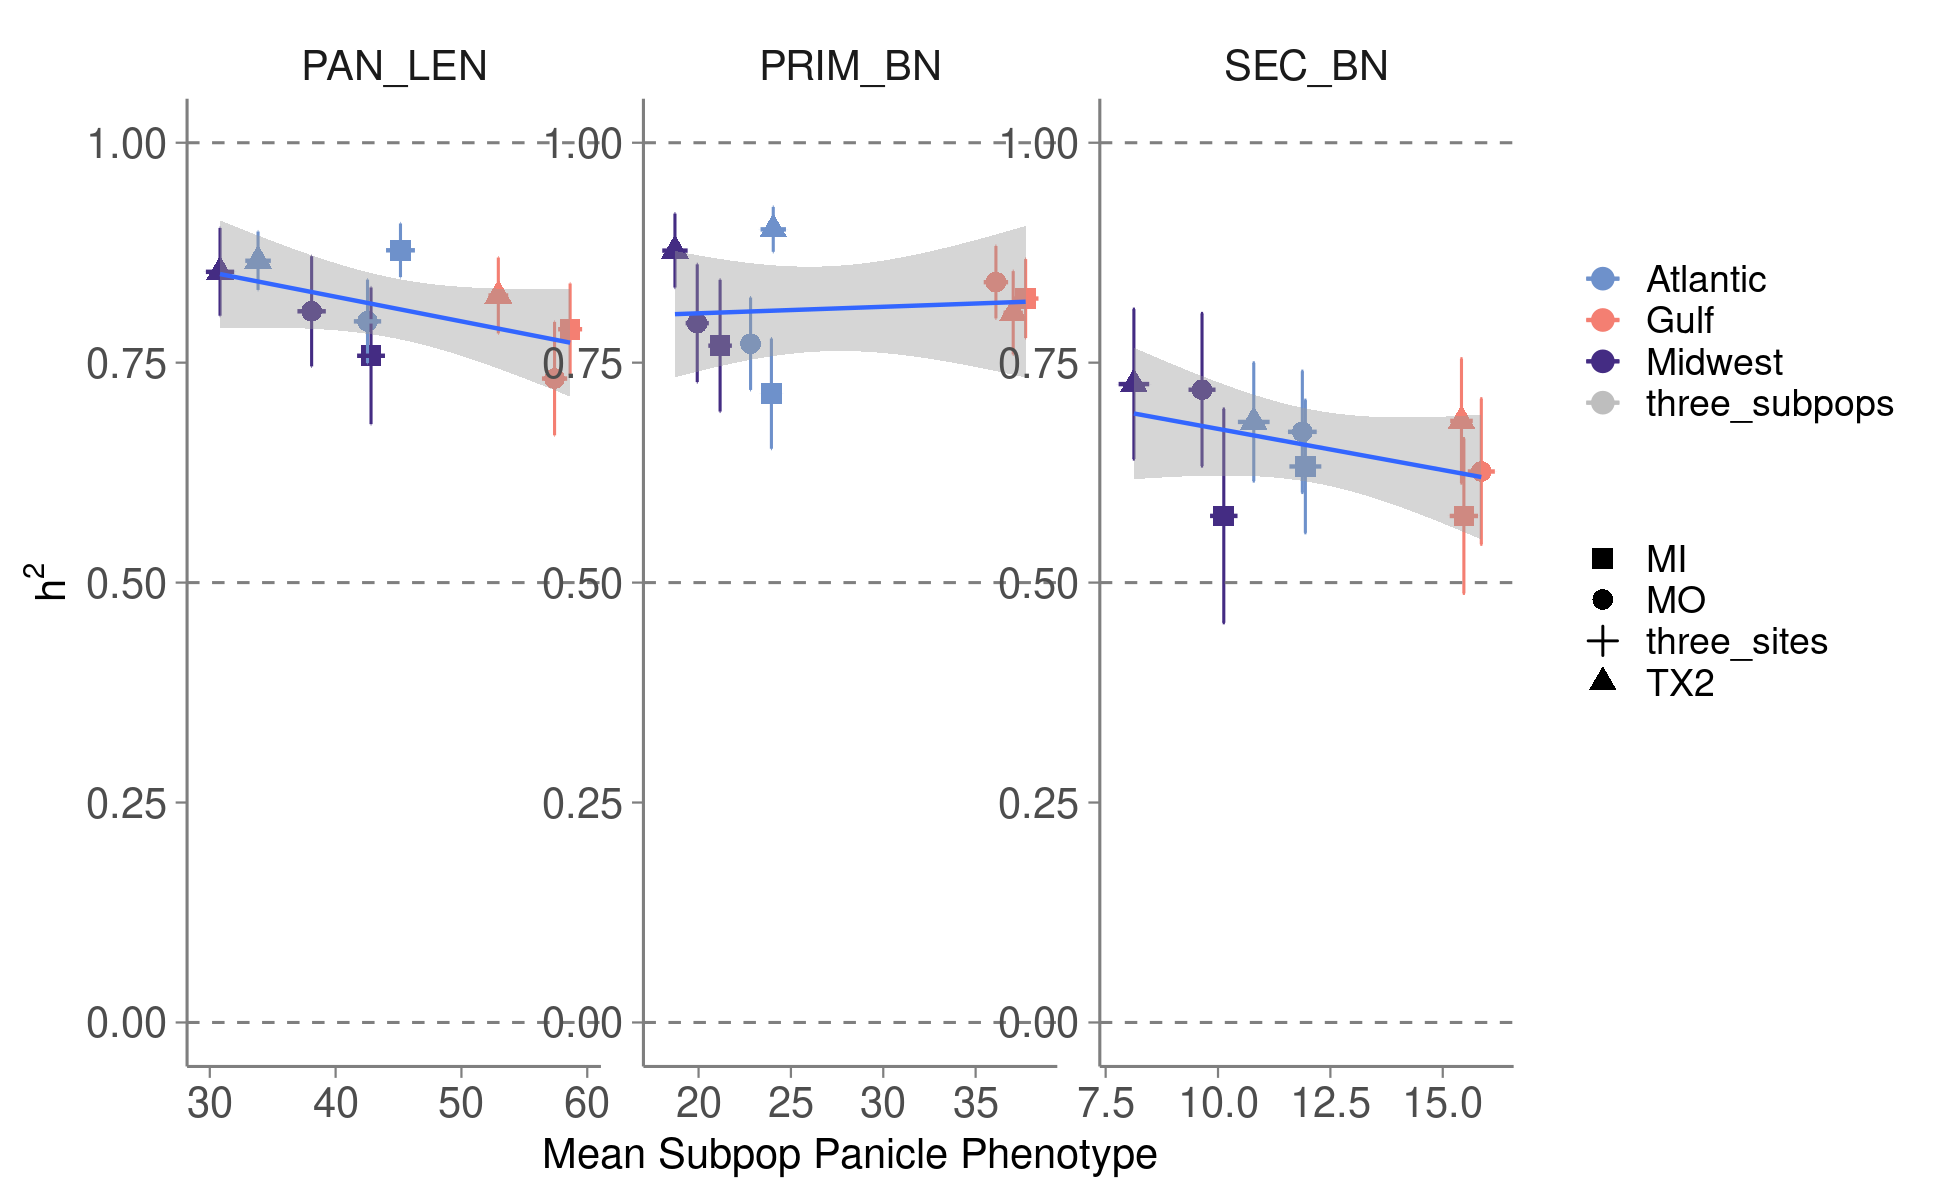 PAN_LEN PRIM_BN SEC_BN
1.00 1.00 1.00
0.75 0.75 0.75
0.50 0.50 0.50
0.25 0.25 0.25
0.00 0.00 0.00
h²
30 40 50 60 20 25 30 35 7.5 10.0 12.5 15.0
Mean Subpop Panicle Phenotype
Atlantic
Gulf
Midwest
three_subpops
MI
MO
three_sites
TX2